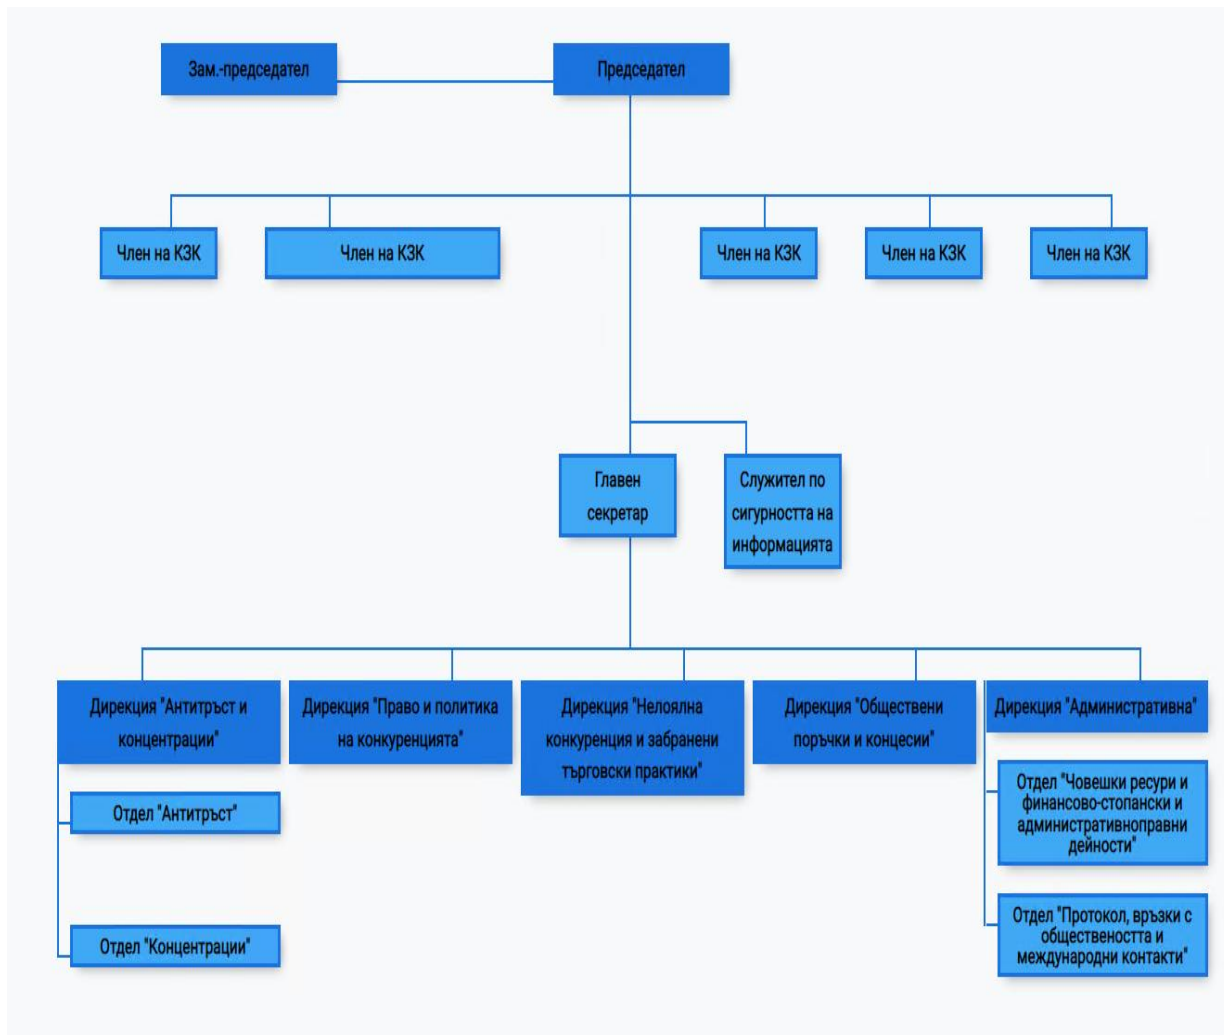 Зам.-председател
Председател
Член на КЗК
Член на КЗК
Член на КЗК
Член на КЗК
Член на КЗК
Главен
секретар
Служител по
сигурността на
информацията
Дирекция "Антитръст и
концентрации"
Отдел "Антитръст"
Отдел "Концентрации"
Дирекция "Право и политика
на конкуренцията"
Дирекция "Нелоялна
конкуренция и забранени
търговски практики"
Дирекция "Обществени
поръчки и концесии"
Дирекция "Административна"
Отдел "Човешки ресури и
финансово-стопански и
административноправни
дейности"
Отдел "Протокол, връзки с
обществеността и
международни контакти"